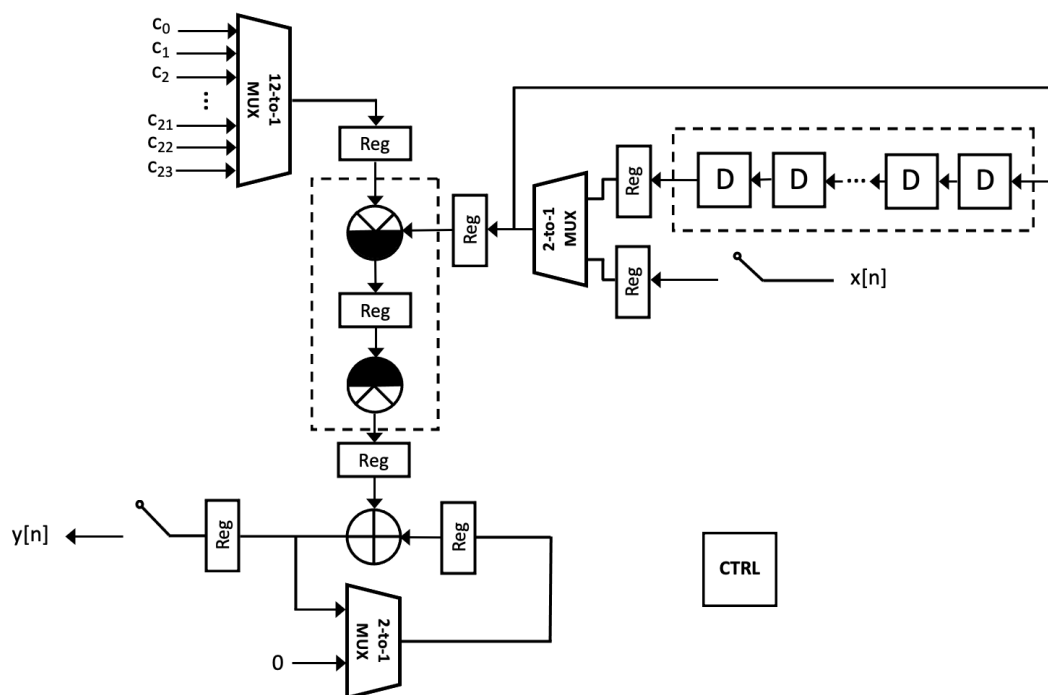 c0
c1
c2
...
c21
c22
c23
12-to-1
MUX
Reg
Reg
2-to-1
MUX
Reg
D
D
...
D
D
Reg
x[n]
Reg
Reg
y[n]
Reg
Reg
CTRL
2-to-1
MUX
0